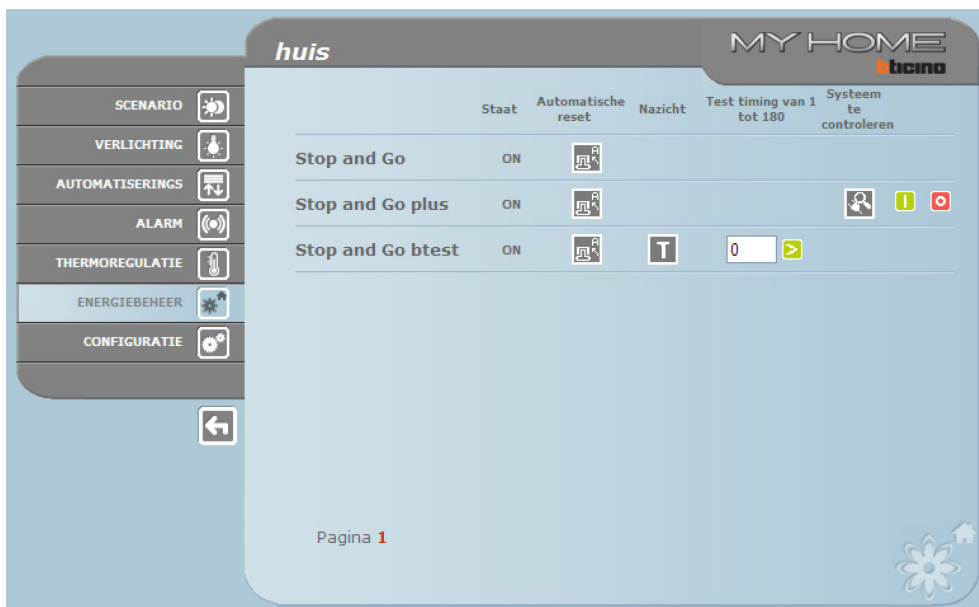 huis
MY HOME
bticino
SCENARIO
VERLICHTING
AUTOMATISERINGS
ALARM
THERMOREGULATIE
ENERGIEBEHEER
CONFIGURATIE
Staat
Automatische
reset
Nazicht
Test timing van 1
tot 180
Systeem
te
controleren
Stop and Go ON A
Stop and Go plus ON A
Stop and Go btest ON A T 0
Pagina 1